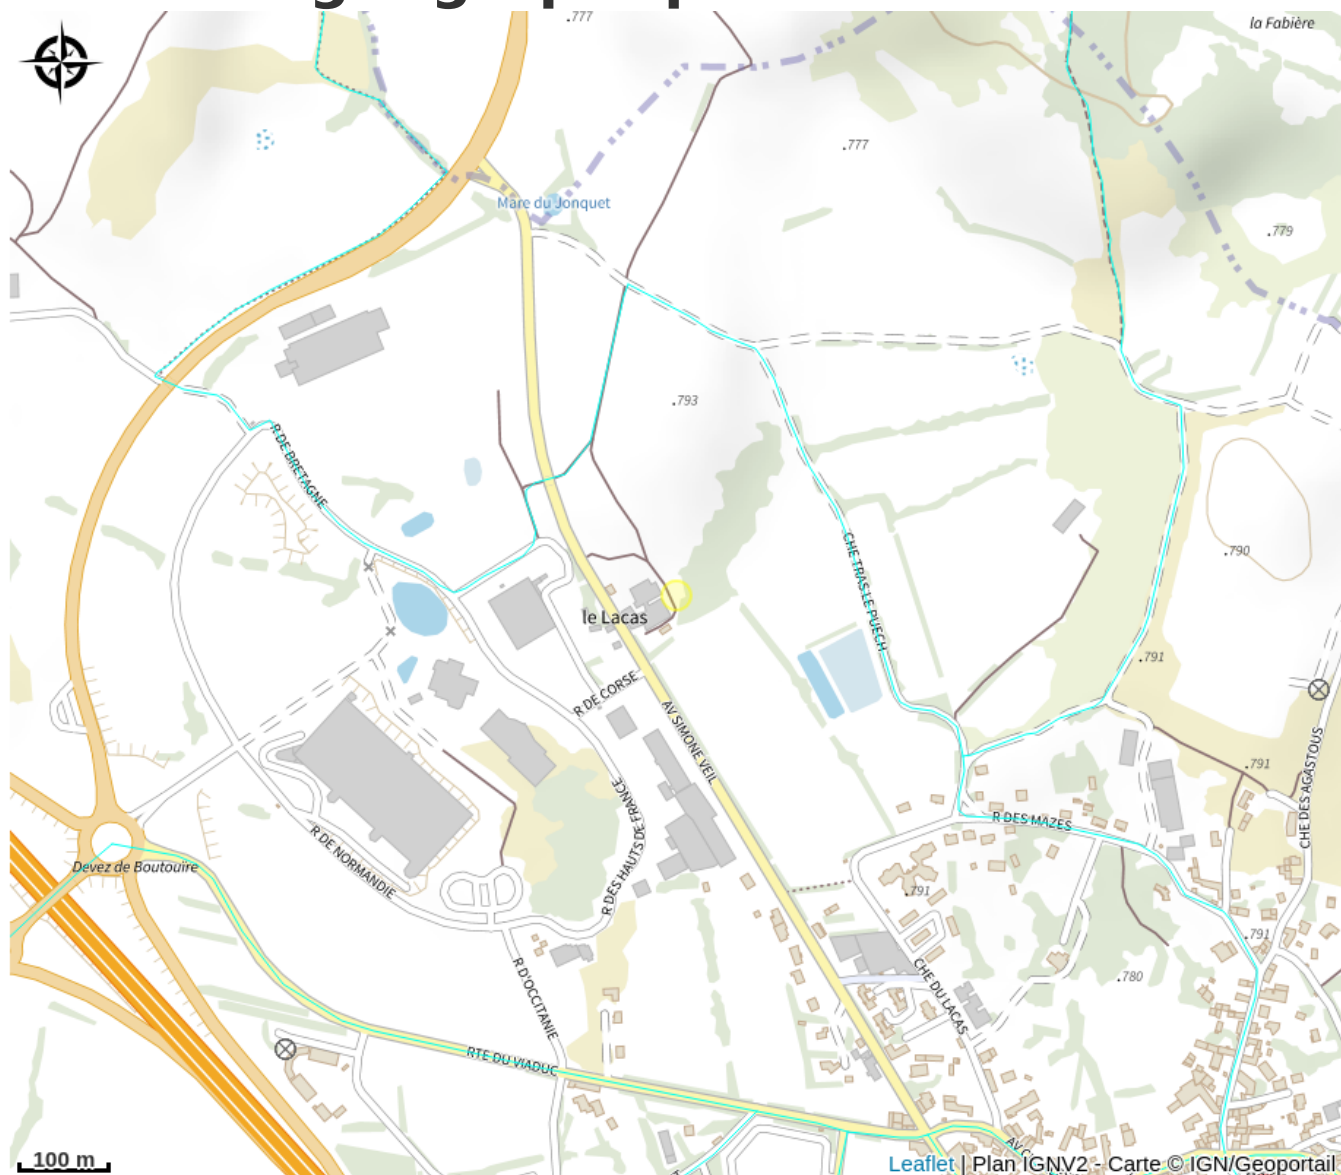 .777
la Fabière
.777
Mare du Jonquet
.779
.793
R DE BRETAGNE
.790
CHE TRAS LE PUECH
le Lacas
.791
R DE CORSE
AV SIMONE VEIL
CHE DES AGASTOUS
.791
R DES MAZES
R DES HAUTS DE FRANCE
R DE NORMANDIE
Devez de Boutouire
.791
.791
.780
CHE DU LACAS
R D'OCCITANIE
RTE DU VIADUC
100 m
Leaflet | Plan IGNV2 - Carte © IGN/Geoportail